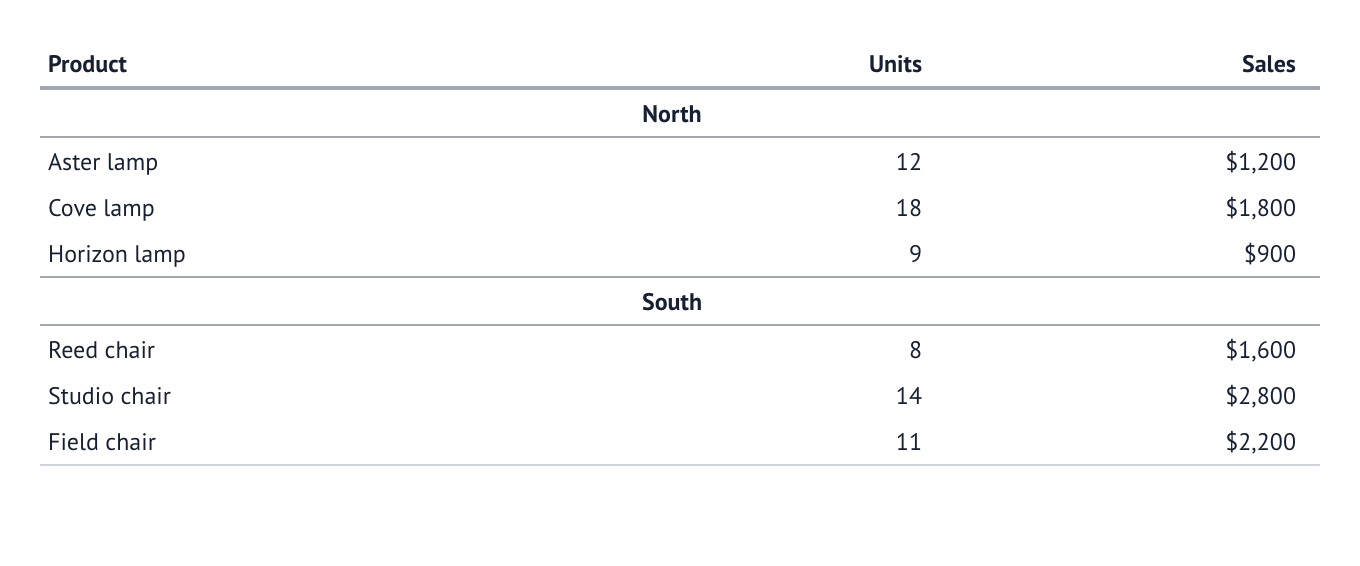 Product Units Sales
North
Aster lamp 12 $1,200
Cove lamp 18 $1,800
Horizon lamp 9 $900
South
Reed chair 8 $1,600
Studio chair 14 $2,800
Field chair 11 $2,200